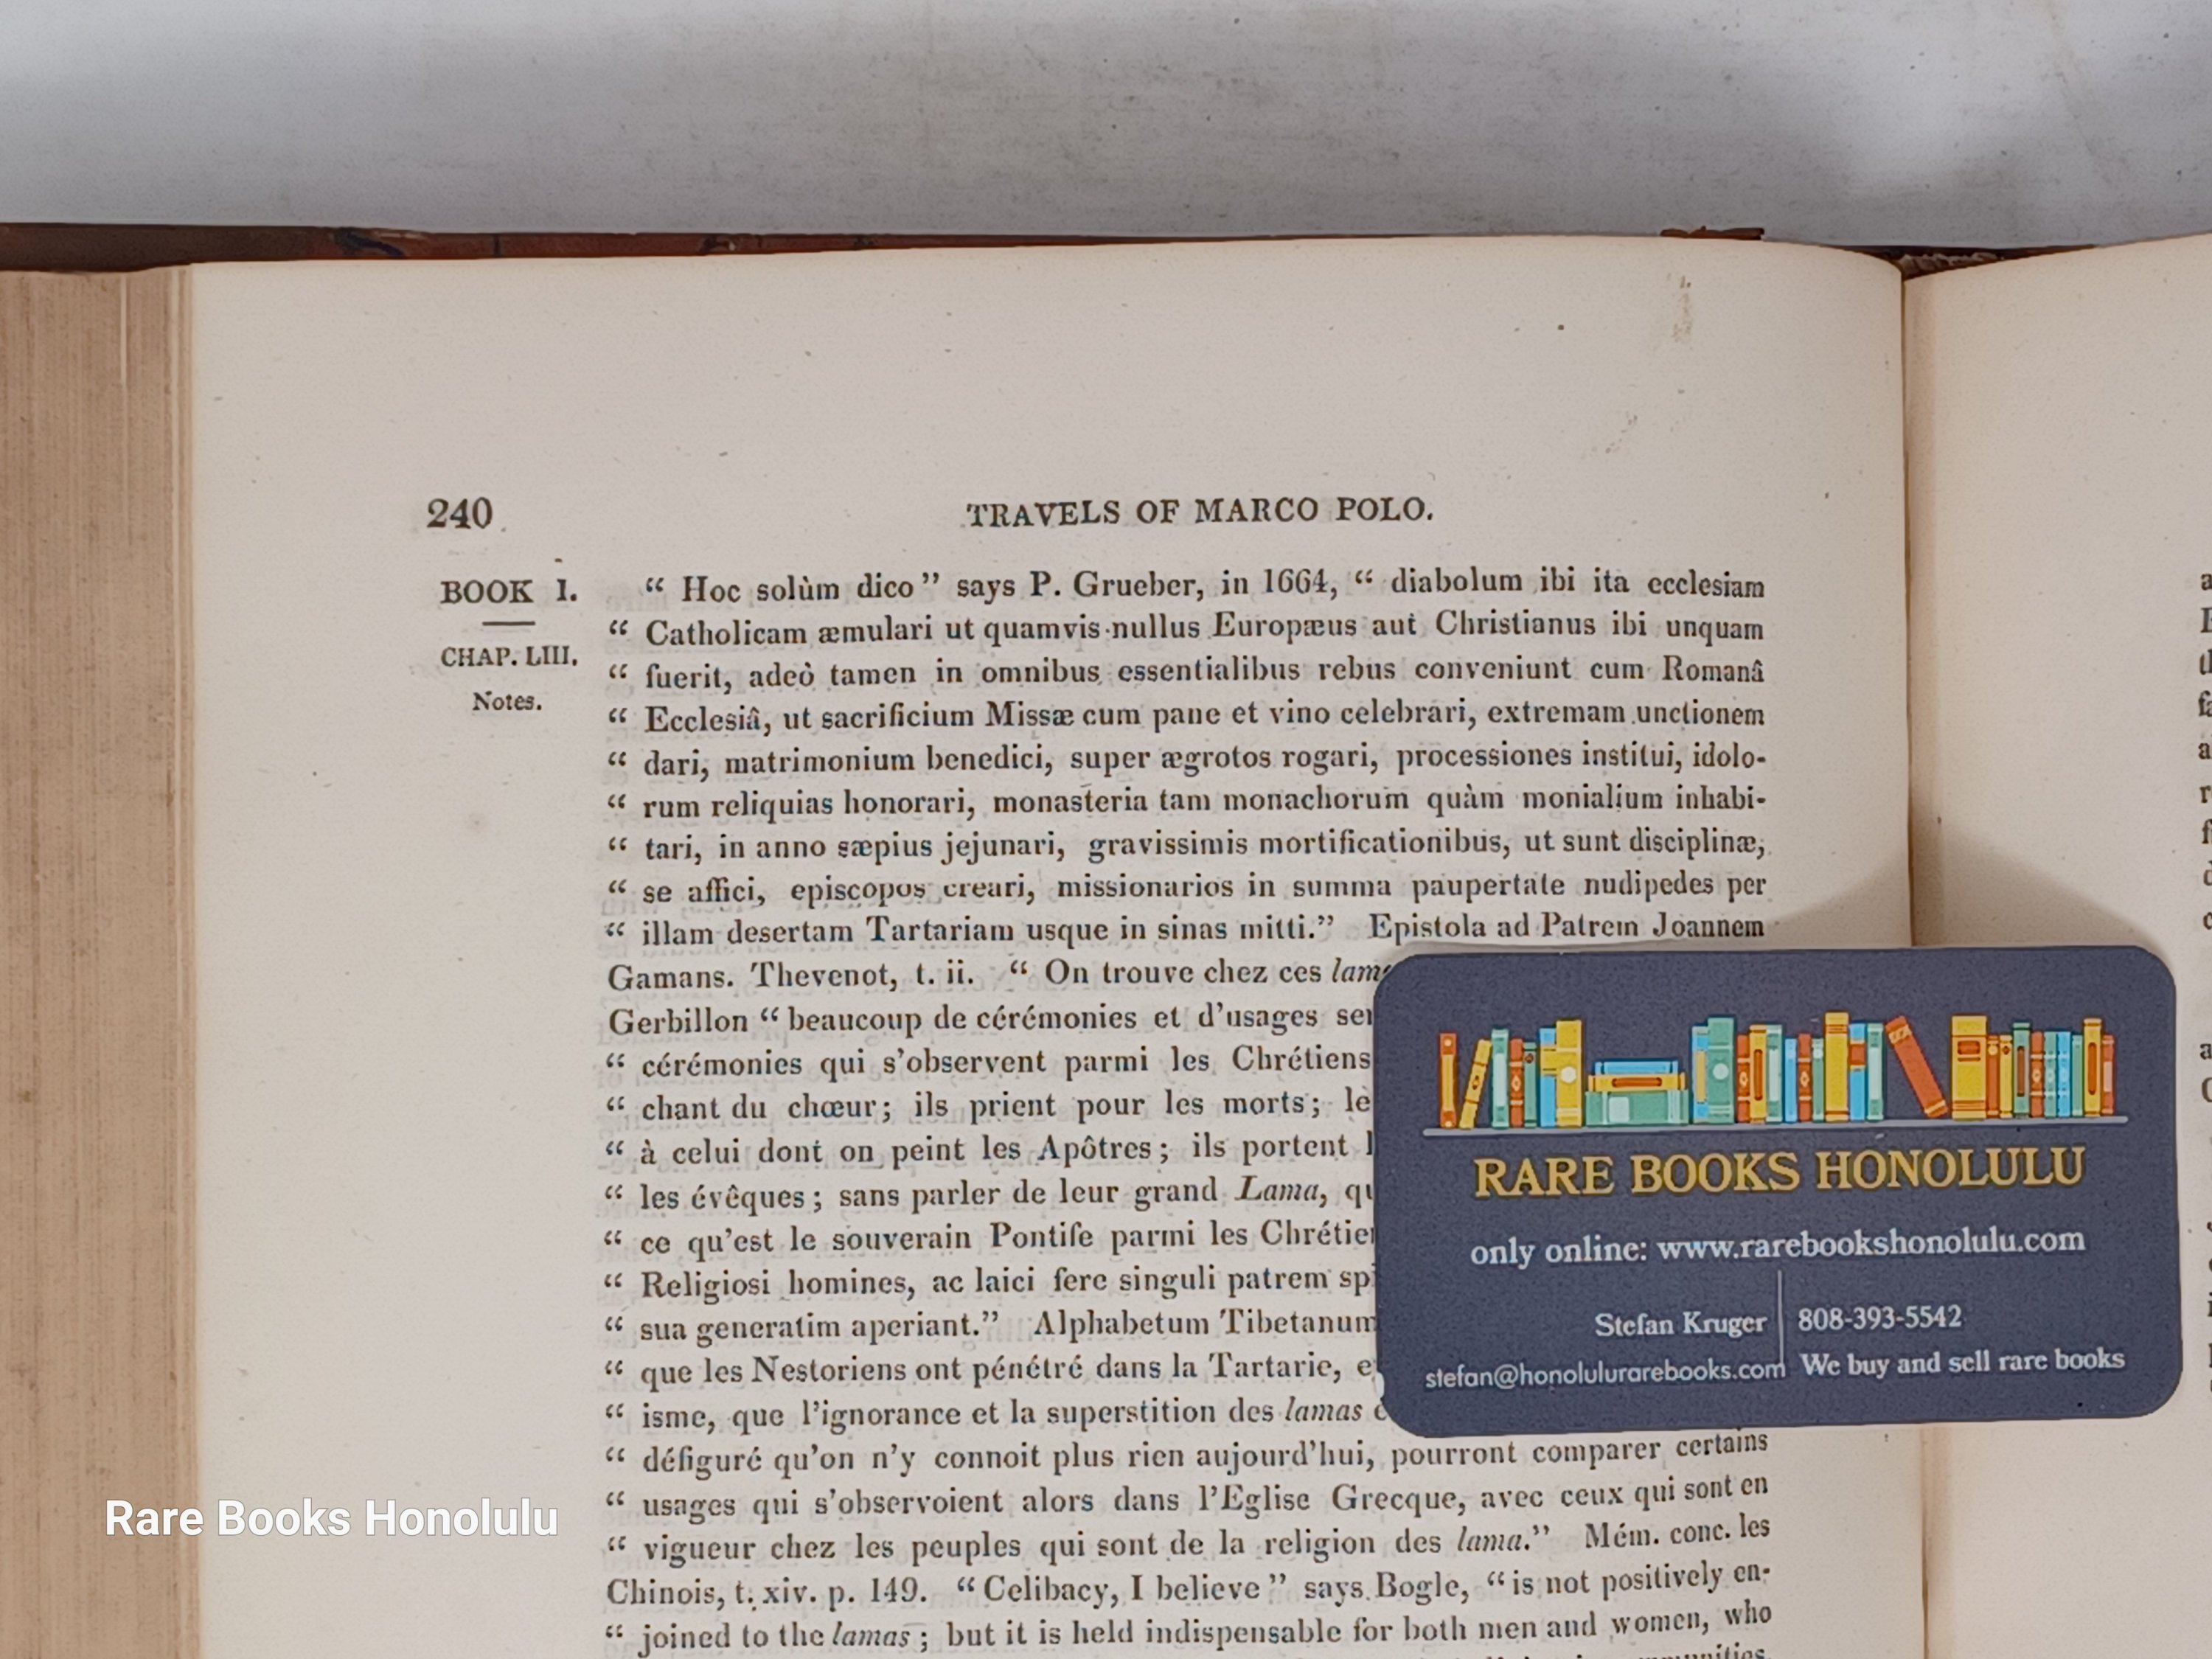 240 TRAVELS OF MARCO POLO.
BOOK I.
CHAP. LIII.
Notes.
“ Hoc solùm dico” says P. Grueber, in 1664, “ diabolum ibi ita ecclesiam
“ Catholicam æmulari ut quamvis nullus Europæus aut Christianus ibi unquam
“ fuerit, adeò tamen in omnibus essentialibus rebus conveniunt cum Romanâ
“ Ecclesiâ, ut sacrificium Missæ cum pane et vino celebrari, extremam unctionem
“ dari, matrimonium benedici, super ægrotos rogari, processiones institui, idolo-
“ rum reliquias honorari, monasteria tam monachorum quàm monialium inhabi-
“ tari, in anno sæpius jejunari, gravissimis mortificationibus, ut sunt disciplinæ,
“ se affici, episcopos creari, missionarios in summa paupertate nudipedes per
“ illam desertam Tartariam usque in sinas mitti.” Epistola ad Patrem Joannem
Gamans. Thevenot, t. ii. “ On trouve chez ces
Gerbillon “ beaucoup de cérémonies et d’usages
“ cérémonies qui s’observent parmi les Chrétiens
“ chant du chœur; ils prient pour les morts;
“ à celui dont on peint les Apôtres; ils portent
“ les évêques; sans parler de leur grand Lama,
“ ce qu’est le souverain Pontife parmi les
“ Religiosi homines, ac laici fere singuli patrem
“ sua generatim aperiant.” Alphabetum Tibetanum
“ que les Nestoriens ont pénétré dans la Tartarie,
“ isme, que l’ignorance et la superstition des lamas
“ défiguré qu’on n’y connoit plus rien aujourd’hui, pourront comparer certains
“ usages qui s’observoient alors dans l’Eglise Grecque, avec ceux qui sont en
“ vigueur chez les peuples qui sont de la religion des lama.” Mém. conc. les
Chinois, t. xiv. p. 149. “ Celibacy, I believe” says Bogle, “ is not positively en-
“ joined to the lamas; but it is held indispensable for both men and women, who
RARE BOOKS HONOLULU
only online: www.rarebookshonolulu.com
Stefan Kruger 808-393-5542
stefan@honolulurarebooks.com We buy and sell rare books
Rare Books Honolulu